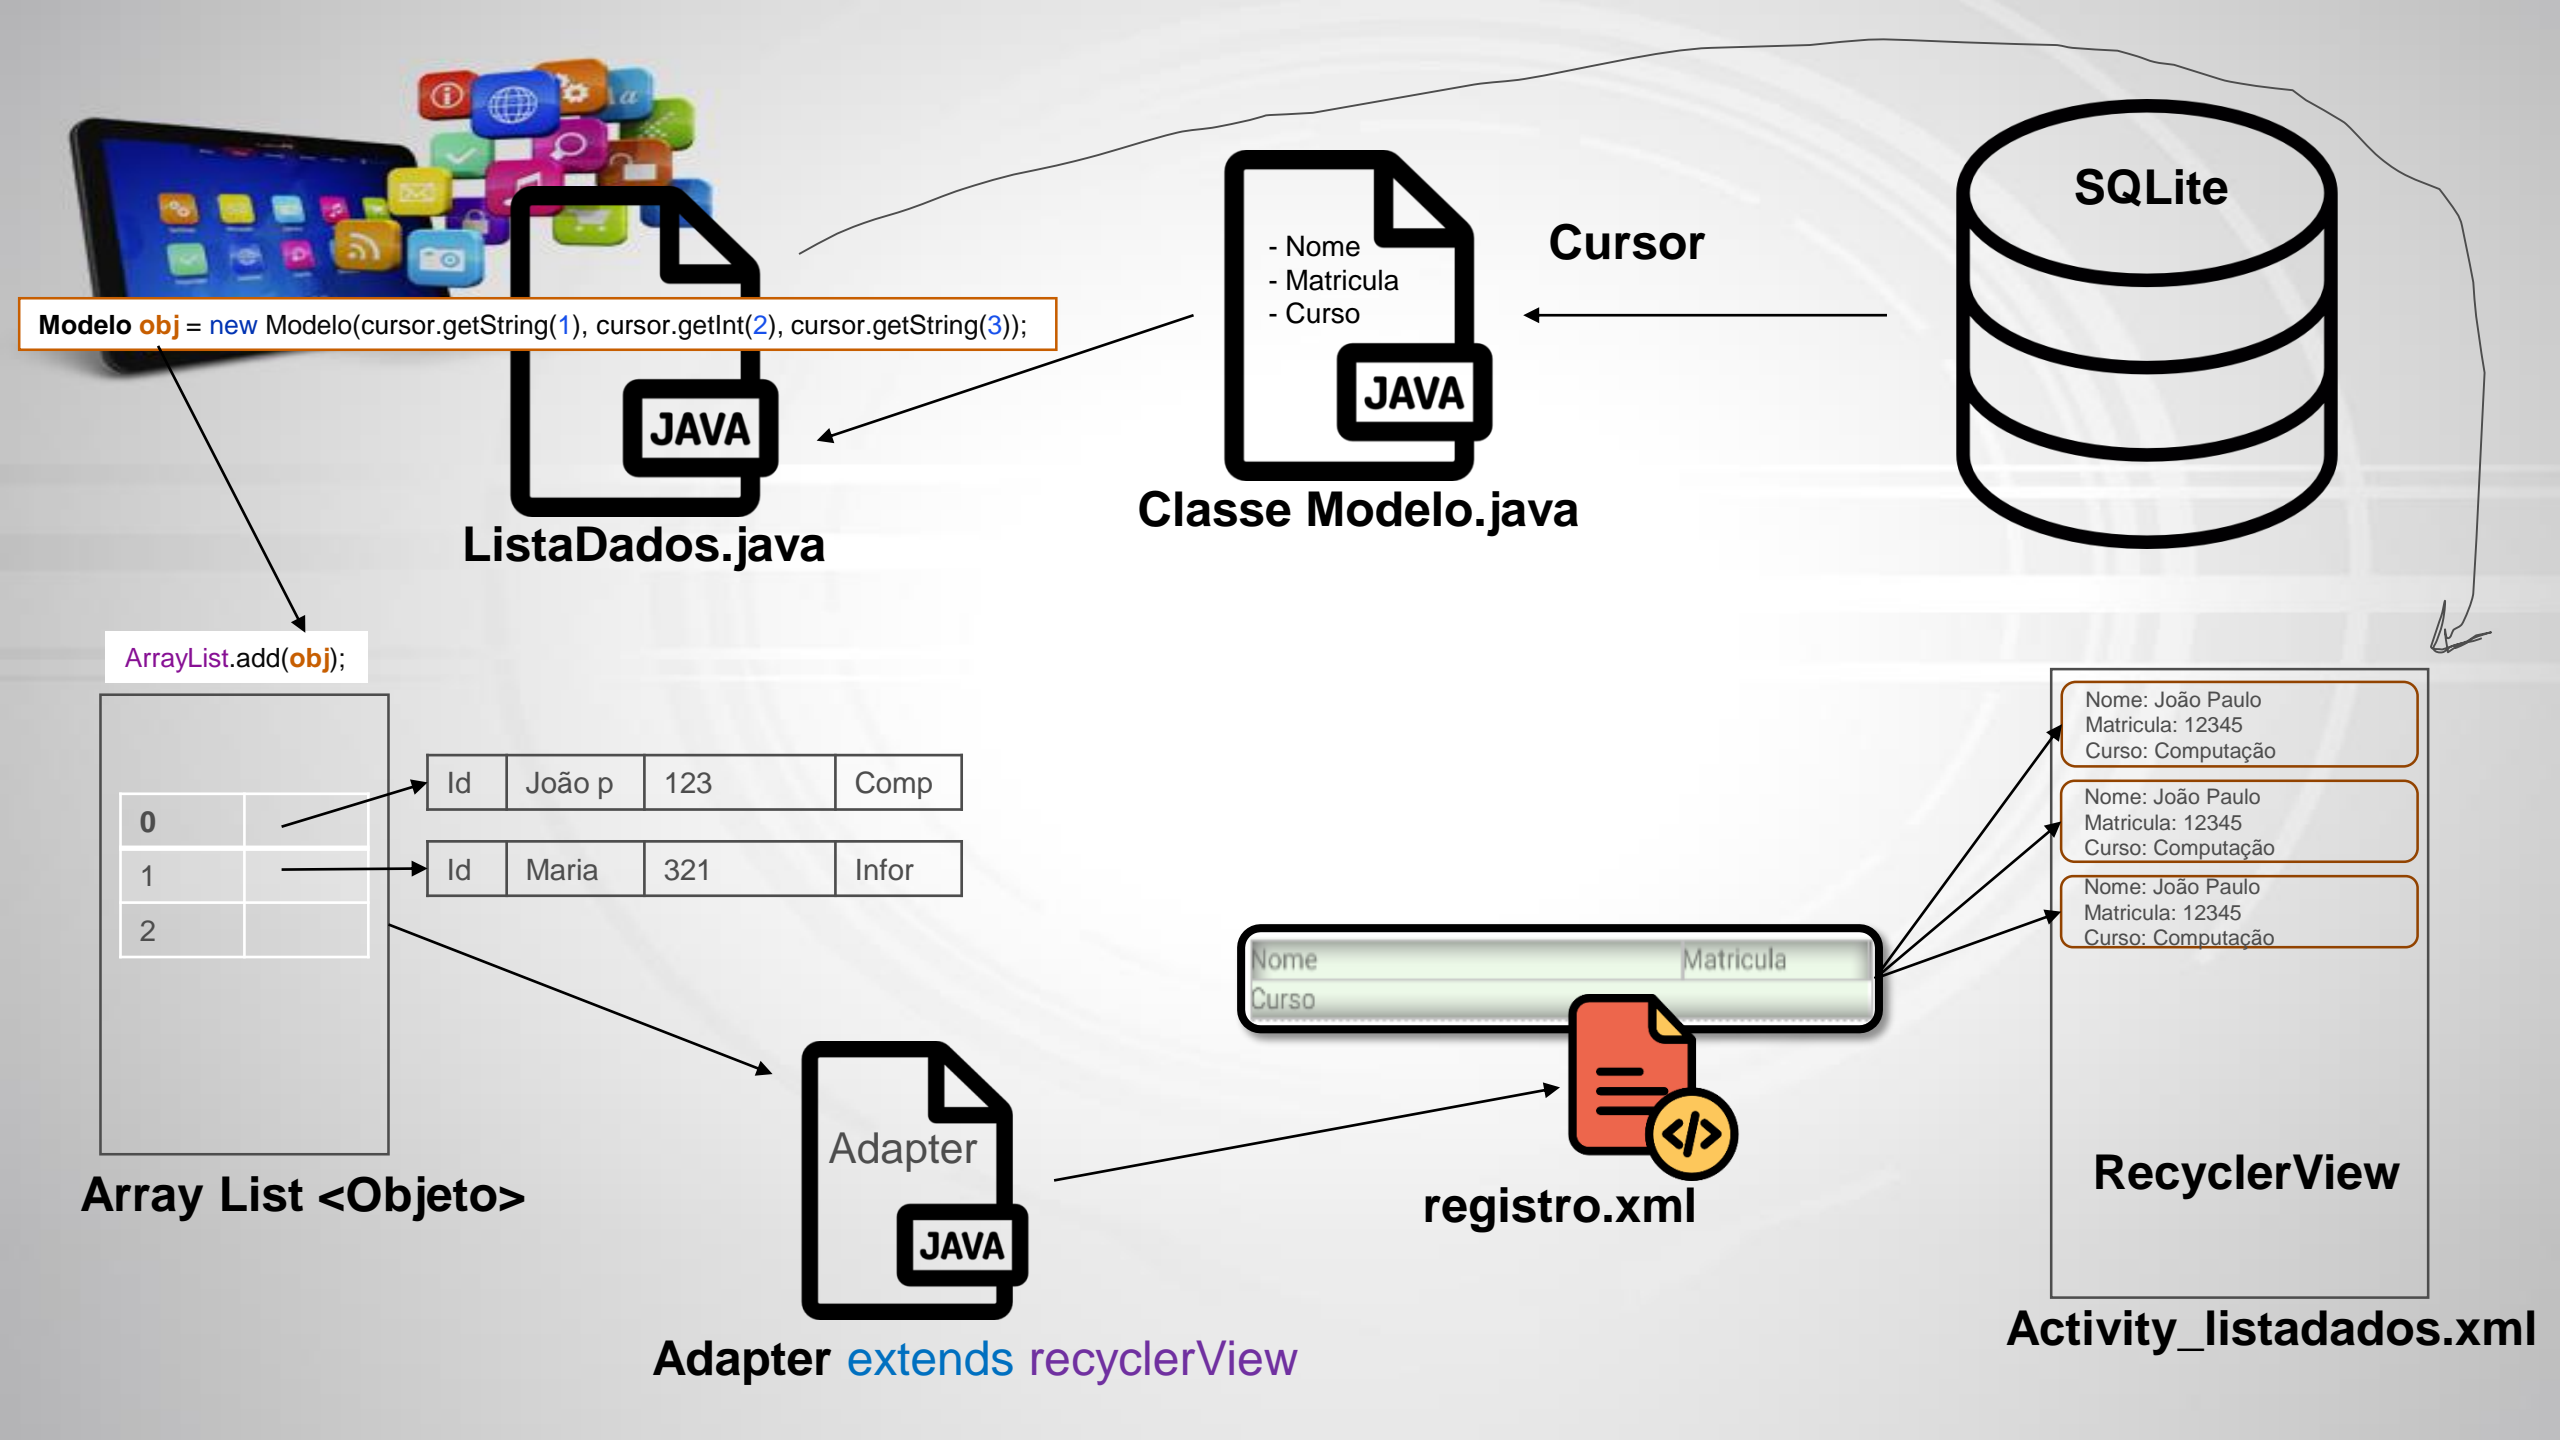 SQLite
Cursor
- Nome
- Matricula
- Curso
JAVA
Classe Modelo.java
Modelo obj = new Modelo(cursor.getString(1), cursor.getInt(2), cursor.getString(3));
JAVA
ListaDados.java
ArrayList.add(obj);
0
1
2
Id João p 123 Comp
Id Maria 321 Infor
Array List <Objeto>
Adapter
JAVA
Adapter extends recyclerView
Nome Matricula
Curso
</>
registro.xml
Nome: João Paulo
Matricula: 12345
Curso: Computação
Nome: João Paulo
Matricula: 12345
Curso: Computação
Nome: João Paulo
Matricula: 12345
Curso: Computação
RecyclerView
Activity_listadados.xml